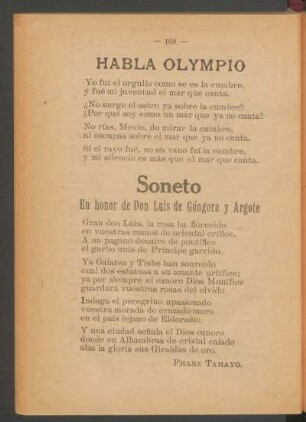 — 168 —
HABLA OLYMPIO
Yo fuí el orgullo como se es la cumbre,
y fué mi juventud el mar que canta.
¿No surge el astro ya sobre la cumbre?
¿Por qué soy como un mar que ya no canta?
No rías, Mevio, de mirar la cumbre,
ni escupas sobre el mar que ya no canta.
Si el rayo fué, no en vano fuí la cumbre,
y mi silencio es más que el mar que canta.
Soneto
En honor de Don Luis de Góngora y Argote
Gran don Luis, la rosa ha florecido
en vuestras manos de oriental orífice.
A un pagano donaire de pontífice
el garbo unís de Príncipe garrido.
Ya Galatea y Tisbe han sonreído
cual dos estatuas a su amante artífice;
ya por siempre el canoro Dios Munífice
guardará vuestras rosas del olvido.
Indaga el peregrino apasionado
vuestra morada de ermado moro
en el país lejano de Eldorado;
Y una ciudad señala el Dios canoro
donde en Alhambras de cristal calado
alza la gloria sus Giraldas de oro.
FRANZ TAMAYO.